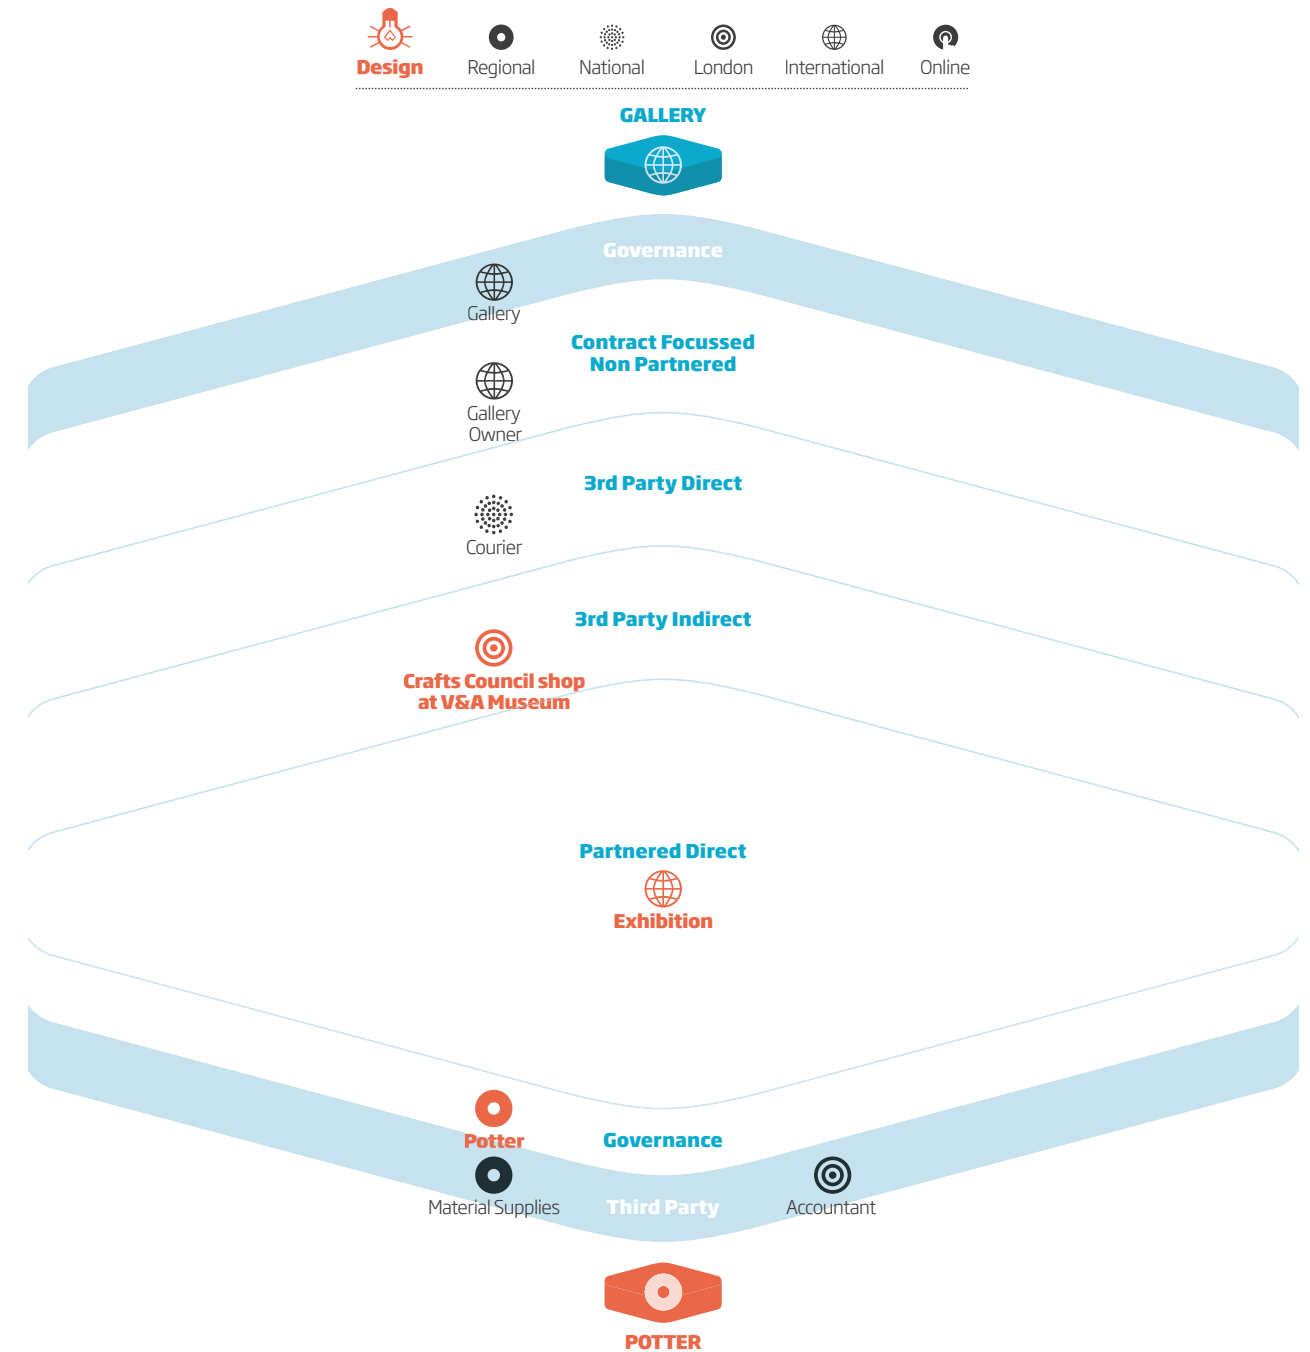 Design
Regional
National
London
International
Online
GALLERY
Governance
Gallery
Contract Focussed
Non Partnered
Gallery
Owner
3rd Party Direct
Courier
3rd Party Indirect
Crafts Council shop
at V&A Museum
Partnered Direct
Exhibition
Potter
Governance
Material Supplies
Third Party
Accountant
POTTER